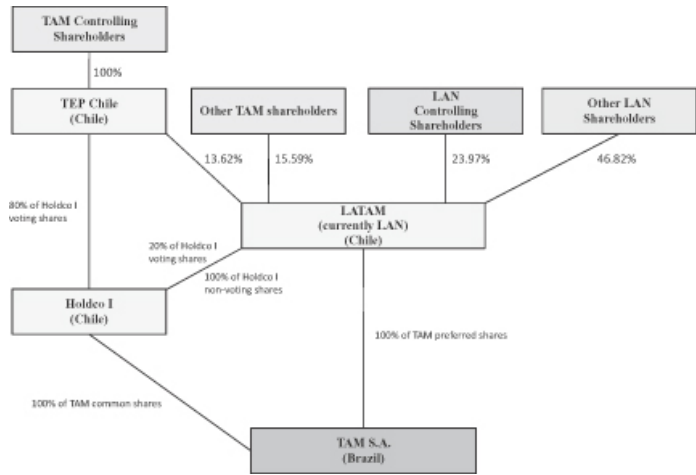 TAM Controlling
Shareholders
100%
TEP Chile
(Chile)
Other TAM shareholders
LAN
Controlling
Shareholders
Other LAN
Shareholders
13.62%
15.59%
23.97%
46.82%
80% of Holdco I
voting shares
LATAM
(currently LAN)
(Chile)
20% of Holdco I
voting shares
100% of Holdco I
non-voting shares
Holdco I
(Chile)
100% of TAM preferred shares
100% of TAM common shares
TAM S.A.
(Brazil)